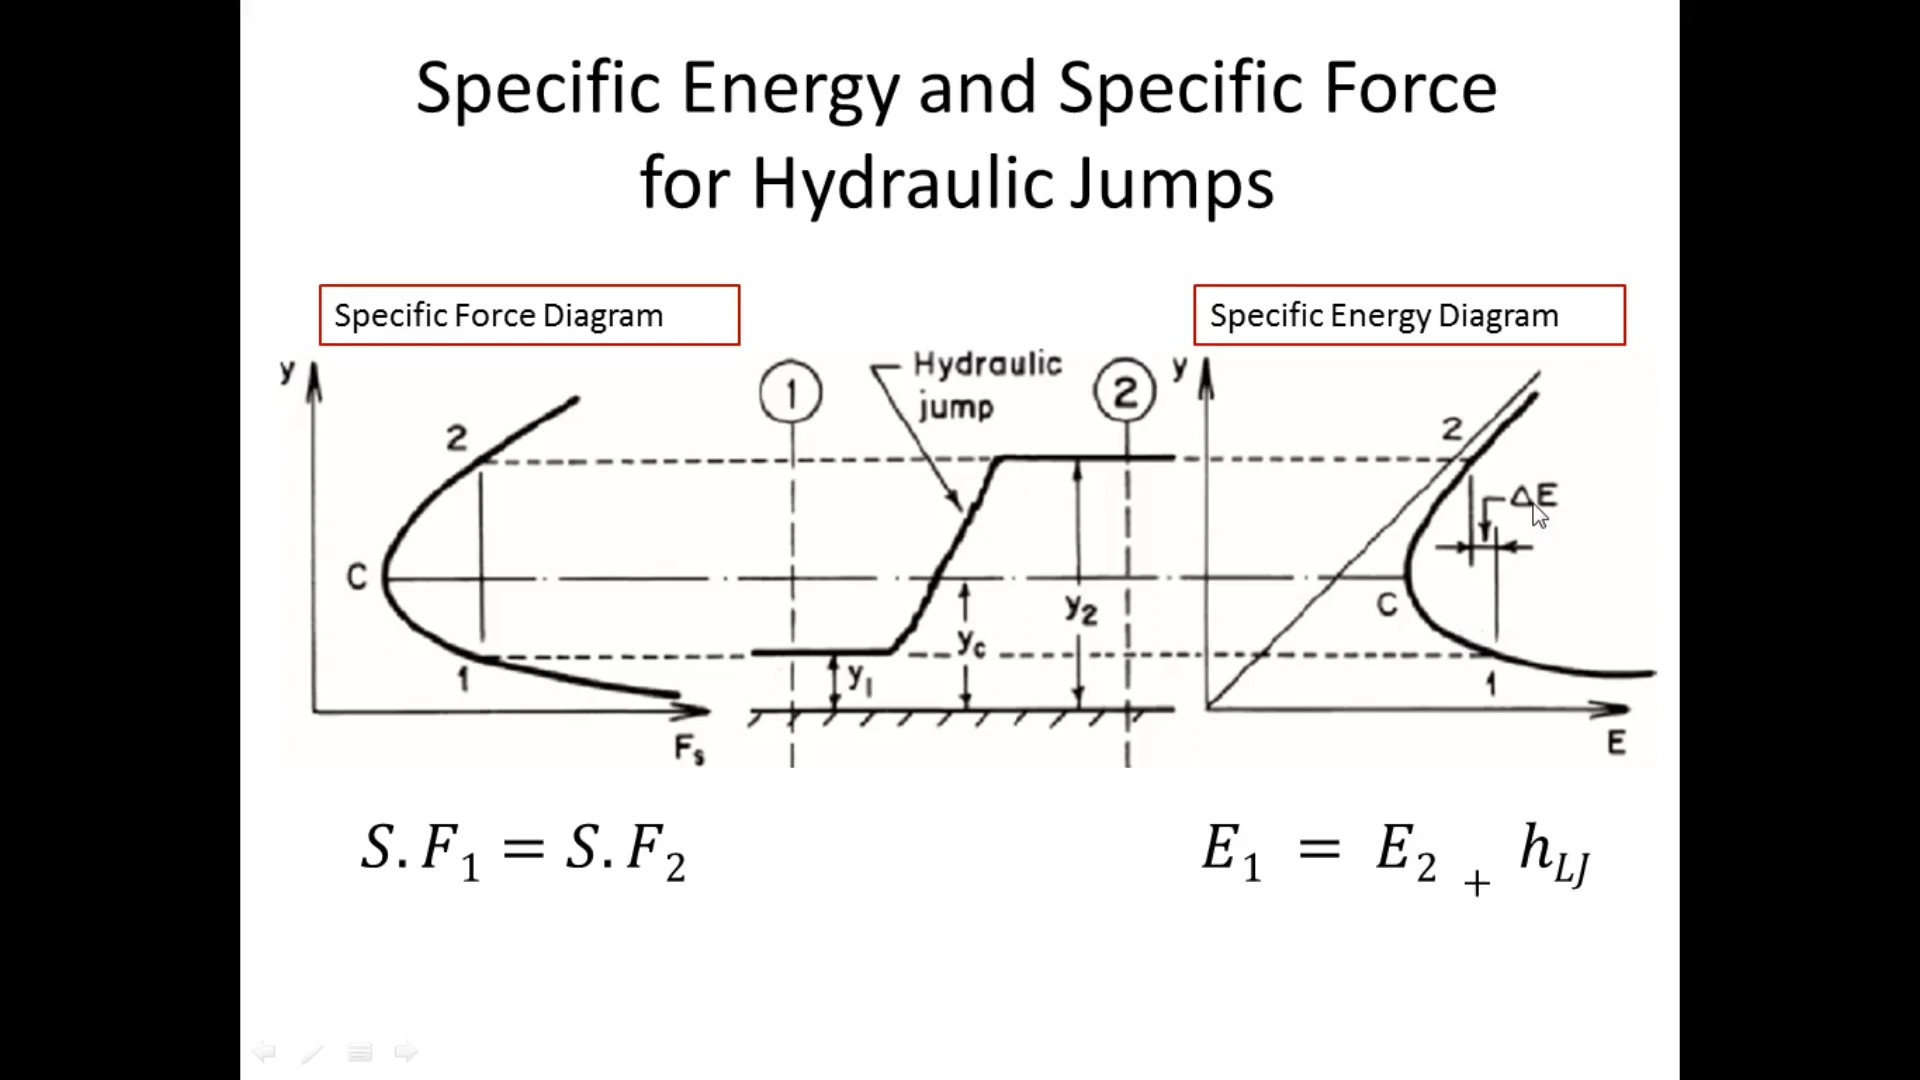 Specific Energy and Specific Force
for Hydraulic Jumps
Specific Force Diagram
Specific Energy Diagram
y
2
C
1
Fs
1
Hydraulic
jump
2
y1
yc
y2
y
2
ΔE
C
1
E
S.F₁ = S.F₂
E₁ = E₂ + h_LJ